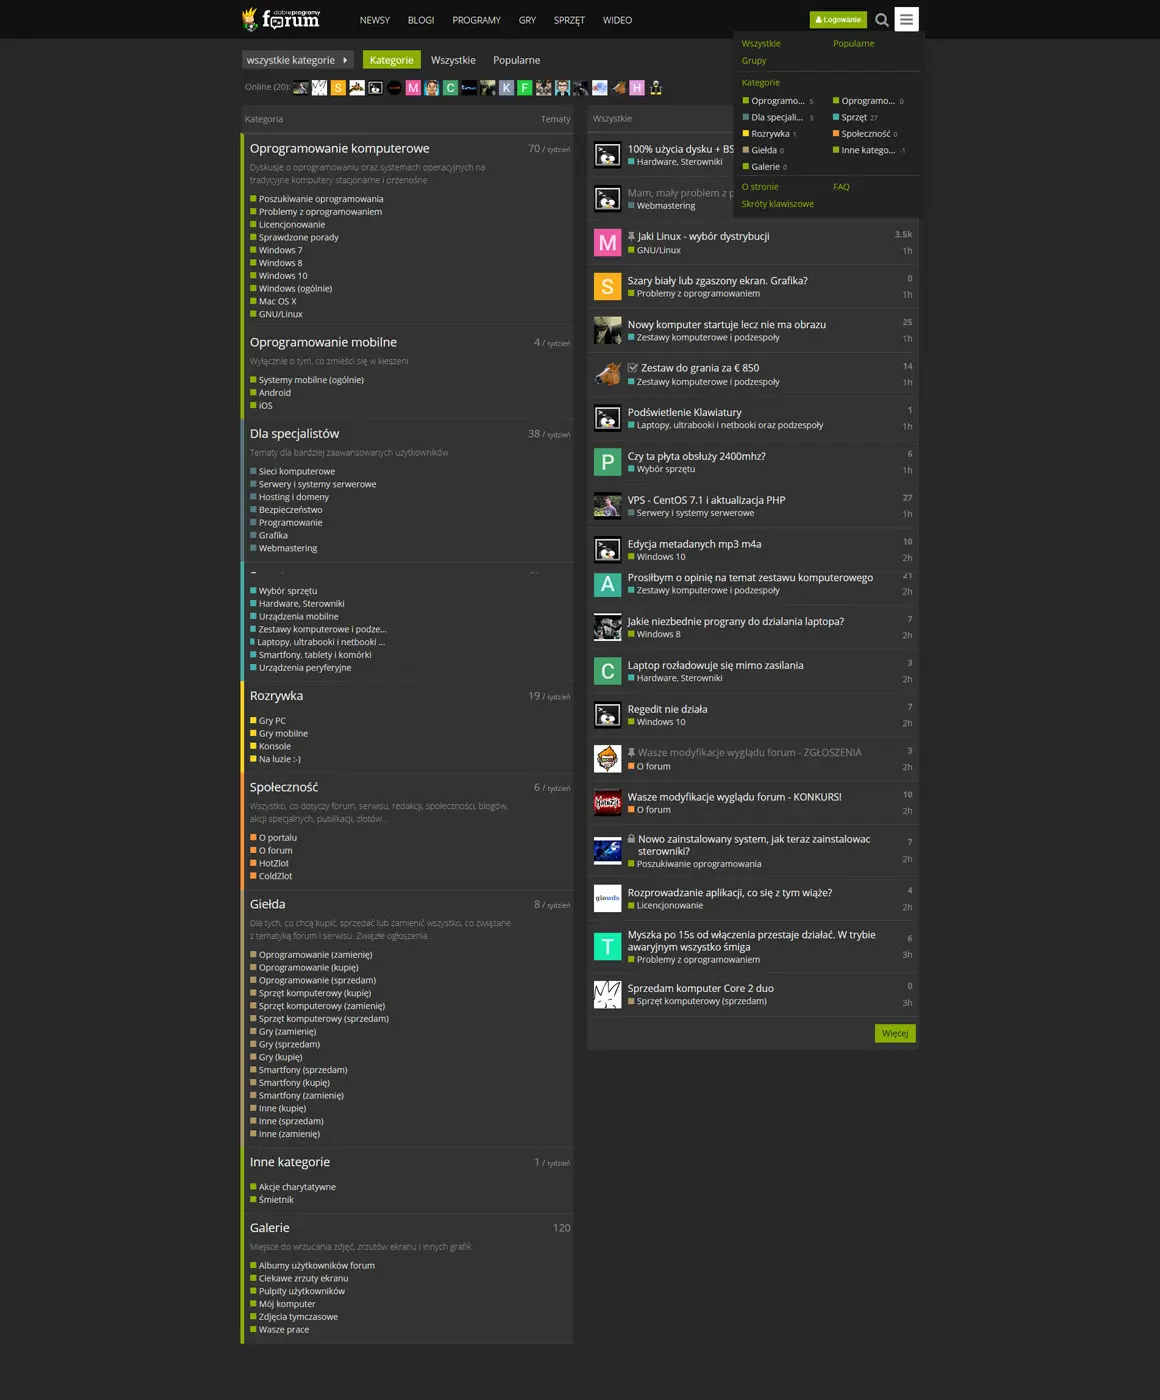 dobreprogramy
forum
NEWSY BLOGI PROGRAMY GRY SPRZĘT WIDEO
Logowanie
wszystkie kategorie
Kategorie Wszystkie Popularne
Online (20):
S
M
C
K
F
H
Wszystkie Popularne
Grupy
Kategorie
Oprogramo... 5 Oprogramo... 0
Dla specjali... 3 Sprzęt 27
Rozrywka 1 Społeczność 0
Giełda 0 Inne katego... -1
Galerie 0
O stronie FAQ
Skróty klawiszowe
Kategoria Tematy
Oprogramowanie komputerowe 70 / tydzień
Dyskusje o oprogramowaniu oraz systemach operacyjnych na
tradycyjne komputery stacjonarne i przenośne.
Poszukiwanie oprogramowania
Problemy z oprogramowaniem
Licencjonowanie
Sprawdzone porady
Windows 7
Windows 8
Windows 10
Windows (ogólnie)
Mac OS X
GNU/Linux
Oprogramowanie mobilne 4 / tydzień
Wyłącznie o tym, co zmieści się w kieszeni
Systemy mobilne (ogólnie)
Android
iOS
Dla specjalistów 38 / tydzień
Tematy dla bardziej zaawansowanych użytkowników
Sieci komputerowe
Serwery i systemy serwerowe
Hosting i domeny
Bezpieczeństwo
Programowanie
Grafika
Webmastering
Wybór sprzętu
Hardware, Sterowniki
Urządzenia mobilne
Zestawy komputerowe i podze...
Laptopy, ultrabooki i netbooki ...
Smartfony, tablety i komórki
Urządzenia peryferyjne
Rozrywka 19 / tydzień
Gry PC
Gry mobilne
Konsole
Na luzie :-)
Społeczność 6 / tydzień
Wszystko, co dotyczy forum, serwisu, redakcji, społeczności, blogów,
akcji specjalnych, publikacji, zlotów...
O portalu
O forum
HotZlot
ColdZlot
Giełda 8 / tydzień
Dla tych, co chcą kupić, sprzedać lub zamienić wszystko, co związane
z tematyką forum i serwisu. Zwięzłe ogłoszenia
Oprogramowanie (zamienię)
Oprogramowanie (kupię)
Oprogramowanie (sprzedam)
Sprzęt komputerowy (kupię)
Sprzęt komputerowy (zamienię)
Sprzęt komputerowy (sprzedam)
Gry (zamienię)
Gry (sprzedam)
Gry (kupię)
Smartfony (sprzedam)
Smartfony (kupię)
Smartfony (zamienię)
Inne (kupię)
Inne (sprzedam)
Inne (zamienię)
Inne kategorie 1 / tydzień
Akcje charytatywne
Śmietnik
Galerie 120
Miejsce do wrzucania zdjęć, zrzutów ekranu i innych grafik.
Albumy użytkowników forum
Ciekawe zrzuty ekranu
Pulpity użytkowników
Mój komputer
Zdjęcia tymczasowe
Wasze prace
Wszystkie
100% użycia dysku + BS
Hardware, Sterowniki
Mam, mały problem z p
Webmastering
M
Jaki Linux - wybór dystrybucji 3.5k
GNU/Linux 1h
S
Szary biały lub zgaszony ekran. Grafika? 0
Problemy z oprogramowaniem 1h
Nowy komputer startuje lecz nie ma obrazu 25
Zestawy komputerowe i podzespoły 1h
Zestaw do grania za € 850 14
Zestawy komputerowe i podzespoły 1h
Podświetlenie Klawiatury 1
Laptopy, ultrabooki i netbooki oraz podzespoły 1h
P
Czy ta płyta obsłuży 2400mhz? 6
Wybór sprzętu 1h
VPS - CentOS 7.1 i aktualizacja PHP 27
Serwery i systemy serwerowe 1h
Edycja metadanych mp3 m4a 10
Windows 10 2h
A
Prosiłbym o opinię na temat zestawu komputerowego 21
Zestawy komputerowe i podzespoły 2h
Jakie niezbednie prograny do dzialania laptopa? 7
Windows 8 2h
C
Laptop rozładowuje się mimo zasilania 3
Hardware, Sterowniki 2h
Regedit nie działa 7
Windows 10 2h
Wasze modyfikacje wyglądu forum - ZGŁOSZENIA 3
O forum 2h
Wasze modyfikacje wyglądu forum - KONKURS! 10
O forum 2h
Nowo zainstalowany system, jak teraz zainstalowac 7
sterowniki?
Poszukiwanie oprogramowania 2h
giowds
Rozprowadzanie aplikacji, co się z tym wiąże? 4
Licencjonowanie 2h
T
Myszka po 15s od włączenia przestaje działać. W trybie 6
awaryjnym wszystko śmiga
Problemy z oprogramowaniem 3h
Sprzedam komputer Core 2 duo 0
Sprzęt komputerowy (sprzedam) 3h
Więcej